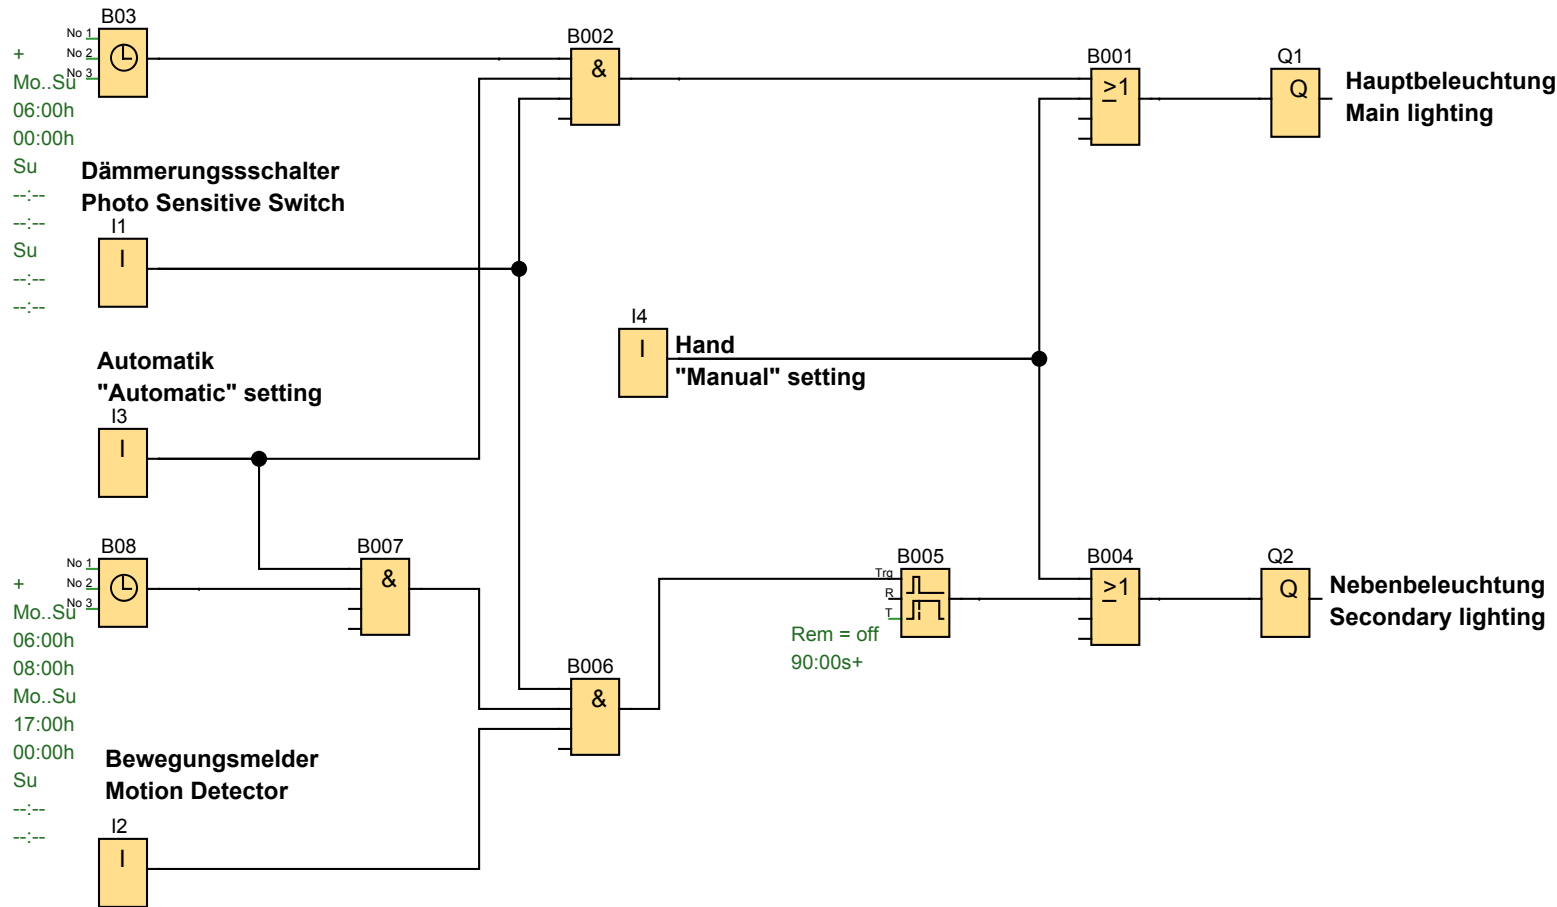 B03
No 1
No 2
No 3
+
Mo..Su
06:00h
00:00h
Su
--:--
--:--
Su
--:--
--:--
B002
&
B001
>1
Q1
Q
Hauptbeleuchtung
Main lighting
Dämmerungssschalter
Photo Sensitive Switch
I1
I
I4
I
Hand
"Manual" setting
Automatik
"Automatic" setting
I3
I
B08
No 1
No 2
No 3
+
Mo..Su
06:00h
08:00h
Mo..Su
17:00h
00:00h
Su
--:--
--:--
B007
&
B006
&
B005
Trg
R
T
Rem = off
90:00s+
B004
>1
Q2
Q
Nebenbeleuchtung
Secondary lighting
Bewegungsmelder
Motion Detector
I2
I